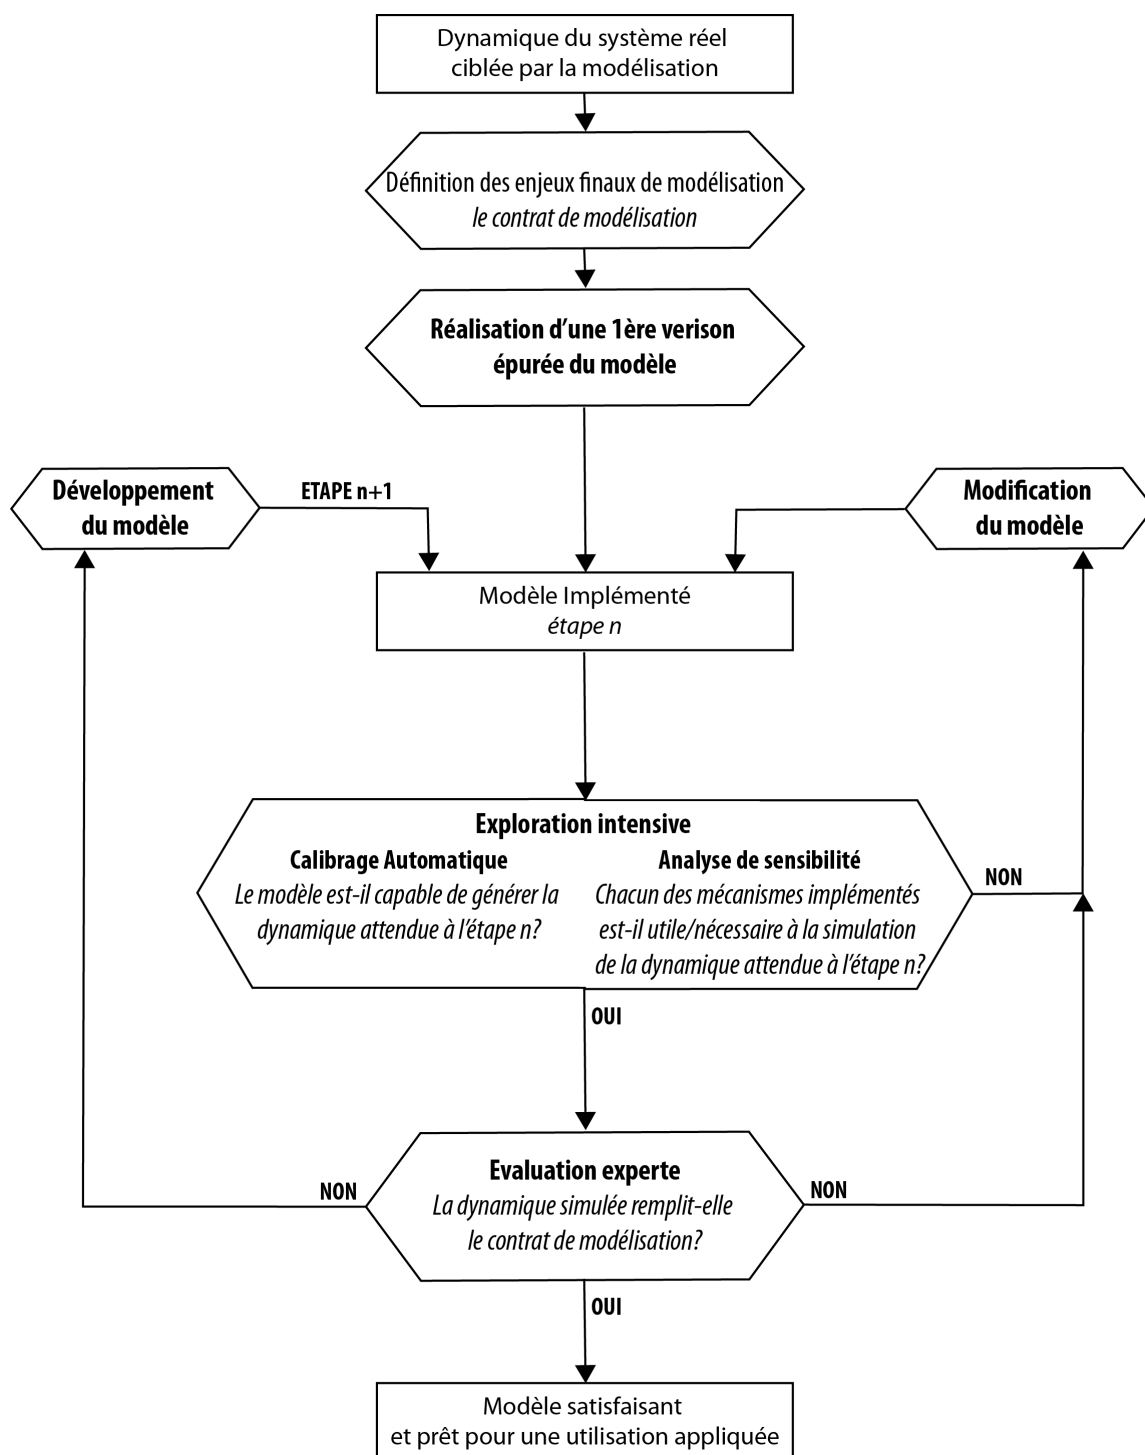 Dynamique du système réel
ciblée par la modélisation
Définition des enjeux finaux de modélisation
le contrat de modélisation
Réalisation d’une 1ère verison
épurée du modèle
Développement
du modèle
ETAPE n+1
Modification
du modèle
Modèle Implémenté
étape n
Exploration intensive
Calibrage Automatique
Le modèle est-il capable de générer la
dynamique attendue à l’étape n?
Analyse de sensibilité
Chacun des mécanismes implémentés
est-il utile/nécessaire à la simulation
de la dynamique attendue à l’étape n?
NON
OUI
Evaluation experte
La dynamique simulée remplit-elle
le contrat de modélisation?
NON
NON
OUI
Modèle satisfaisant
et prêt pour une utilisation appliquée